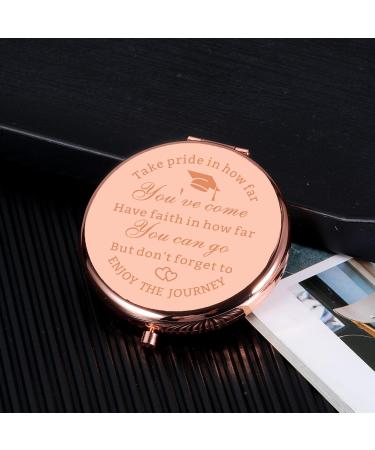 Take pride in how far
You've come
Have faith in how far
You can go
But don't forget to
ENJOY THE JOURNEY